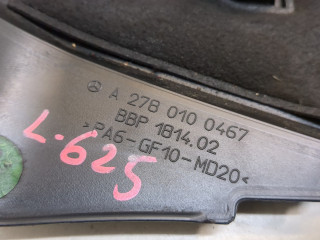 A 278 010 0467
BBP 1814.02
>PA6-GF10-MD20<
L-625